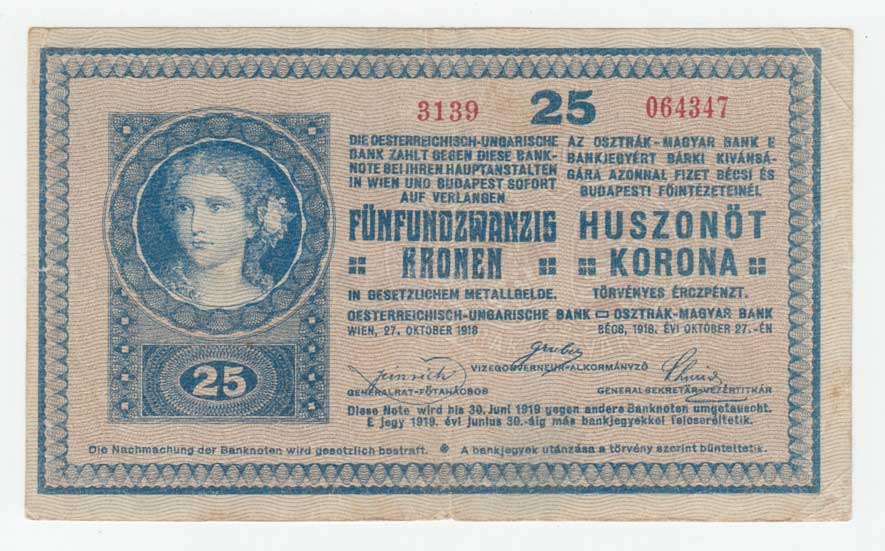 3139 25 064347
DIE OESTERREICHISCH-UNGARISCHE
BANK ZAHLT GEGEN DIESE BANK-
NOTE BEI IHREN HAUPTANSTALTEN
IN WIEN UND BUDAPEST SOFORT
AUF VERLANGEN
FÜNFUNDZWANZIG
KRONEN
IN GESETZLICHEM METALLGELDE.
AZ OSZTRÁK-MAGYAR BANK E
BANKJEGYÉRT BÁRKI KIVÁNSÁ-
GÁRA AZONNAL FIZET BÉCSI ÉS
BUDAPESTI FŐINTÉZETEINÉL
HUSZONÖT
KORONA
TÖRVÉNYES ÉRCZPÉNZT.
OESTERREICHISCH-UNGARISCHE BANK OSZTRÁK-MAGYAR BANK
WIEN, 27. OKTOBER 1918
BÉCS, 1918. ÉVI OKTÓBER 27.-ÉN
VIZEGOUVERNEUR-ALKORMÁNYZÓ
GENERALRAT-FŐTANÁCSOS
GENERALSEKRETÄR-VEZÉRTITKÁR
Diese Note wird bis 30. Juni 1919 gegen andere Banknoten umgetauscht.
E jegy 1919. évi junius 30.-áig más bankjegyekkel felcseréltetik.
25
Die Nachmachung der Banknoten wird gesetzlich bestraft. A bankjegyek utánzása a törvény szerint büntettetik.